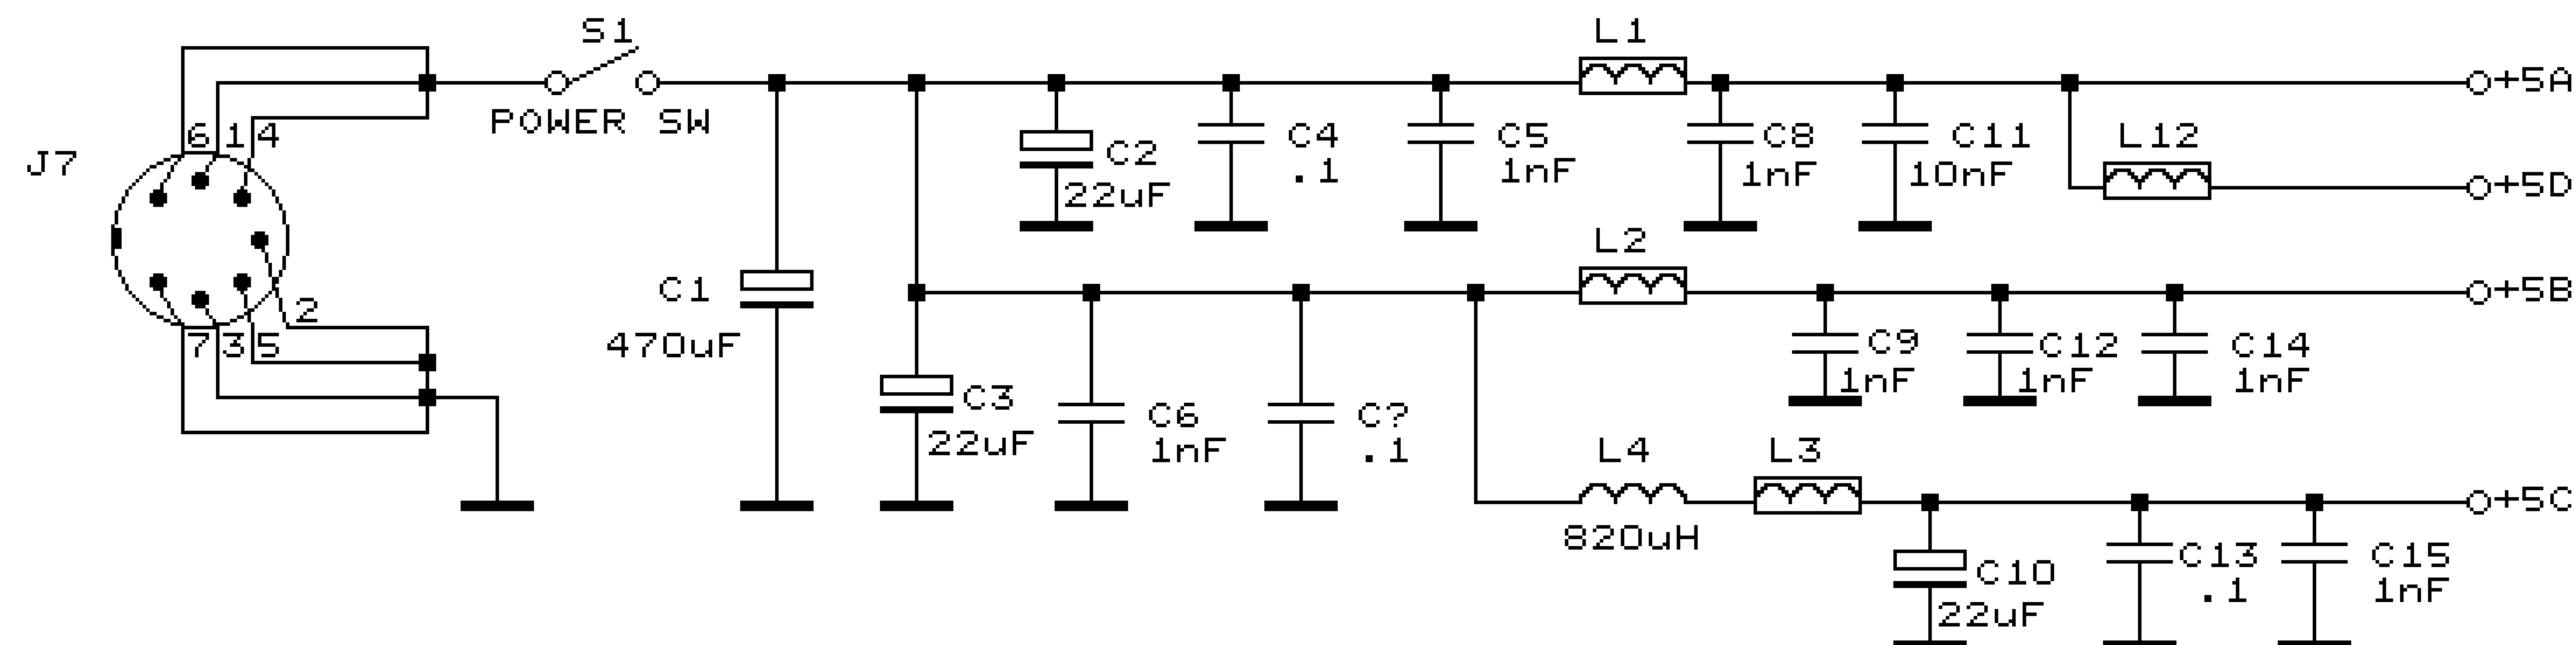 S1
L1
+5A
POWER SW
6 1 4
J7
C2
22uF
C4
.1
C5
1nF
C8
1nF
C11
10nF
L12
+5D
L2
+5B
C1
470uF
2
7 3 5
C3
22uF
C6
1nF
C?
.1
C9
1nF
C12
1nF
C14
1nF
L4
820uH
L3
+5C
C10
22uF
C13
.1
C15
1nF